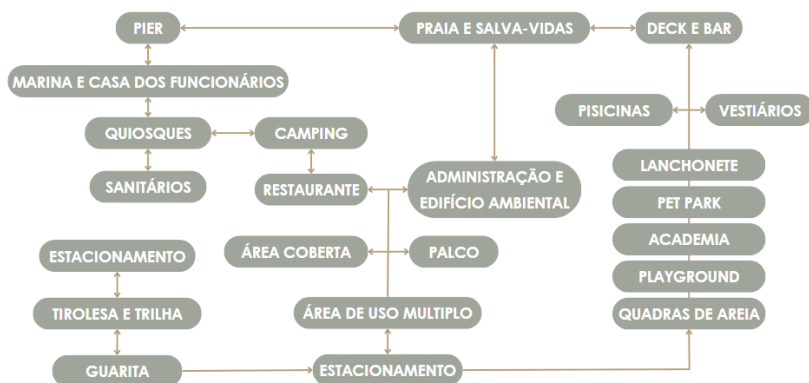 PIER
PRAIA E SALVA-VIDAS
DECK E BAR
MARINA E CASA DOS FUNCIONÁRIOS
PISICINAS
VESTIÁRIOS
QUIOSQUES
CAMPING
LANCHONETE
SANITÁRIOS
RESTAURANTE
ADMINISTRAÇÃO E
EDIFÍCIO AMBIENTAL
PET PARK
ÁREA COBERTA
PALCO
ACADEMIA
ESTACIONAMENTO
PLAYGROUND
TIROLESA E TRILHA
ÁREA DE USO MULTIPLO
QUADRAS DE AREIA
GUARITA
ESTACIONAMENTO